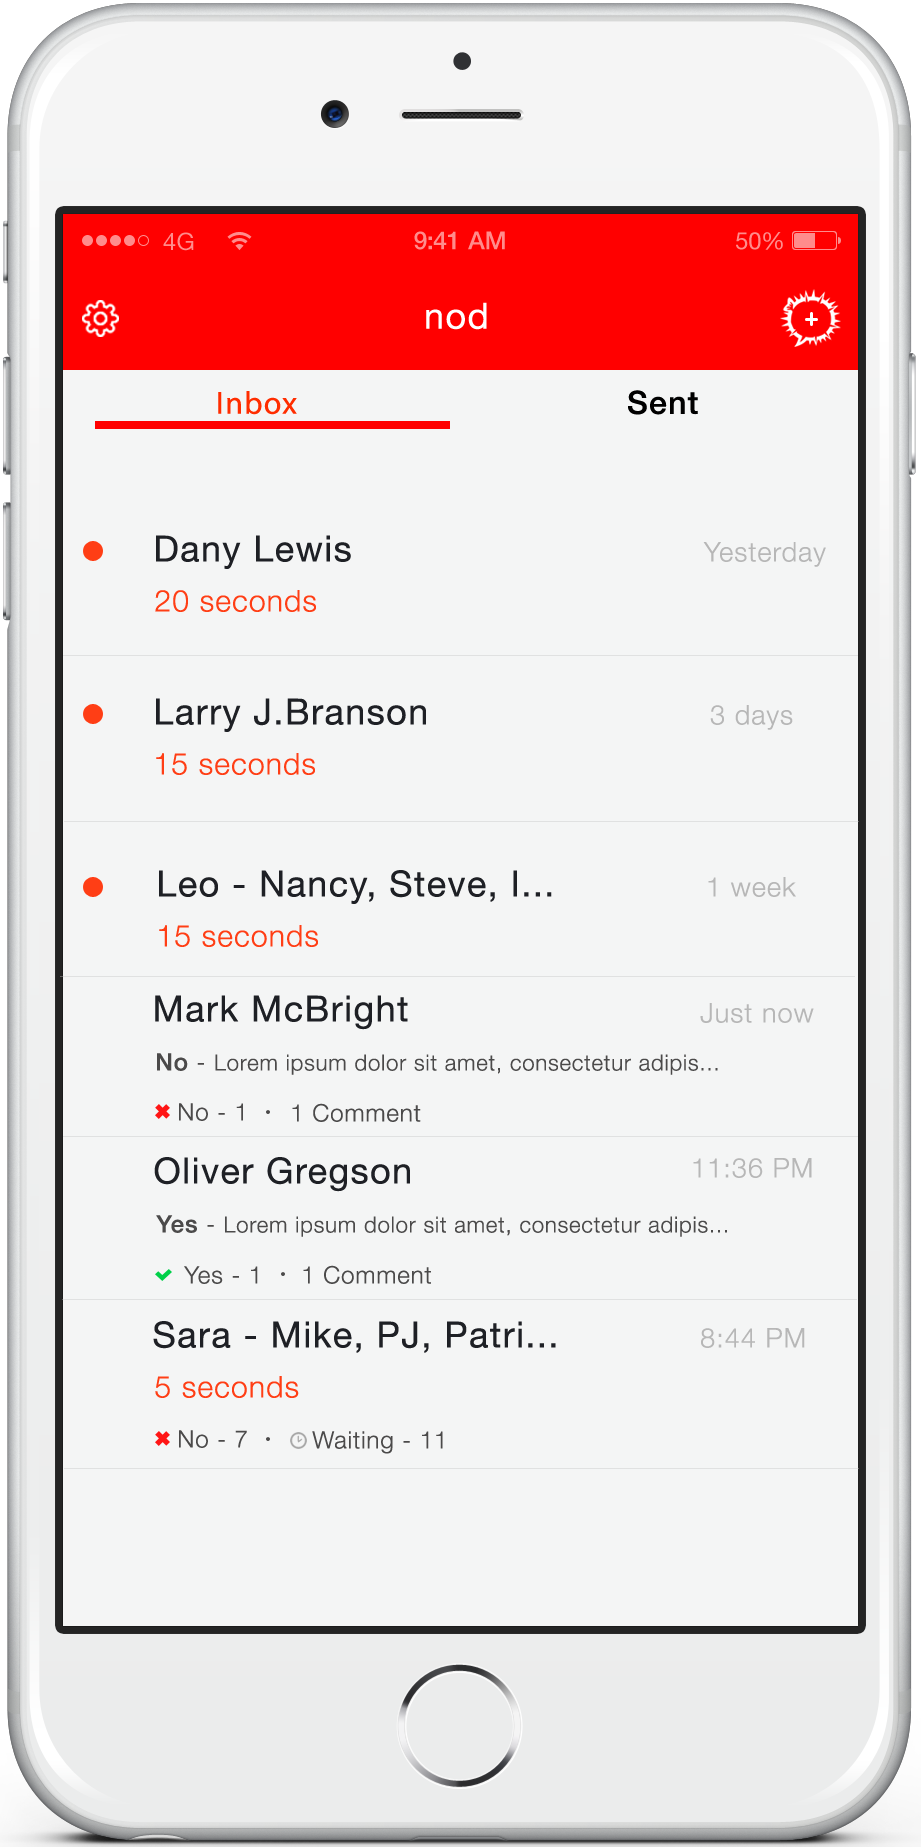 4G 9:41 AM 50%
nod
+
Inbox Sent
Dany Lewis Yesterday
20 seconds
Larry J.Branson 3 days
15 seconds
Leo - Nancy, Steve, I... 1 week
15 seconds
Mark McBright Just now
No - Lorem ipsum dolor sit amet, consectetur adipis...
✖ No - 1 · 1 Comment
Oliver Gregson 11:36 PM
Yes - Lorem ipsum dolor sit amet, consectetur adipis...
✔ Yes - 1 · 1 Comment
Sara - Mike, PJ, Patri... 8:44 PM
5 seconds
✖ No - 7 · Waiting - 11